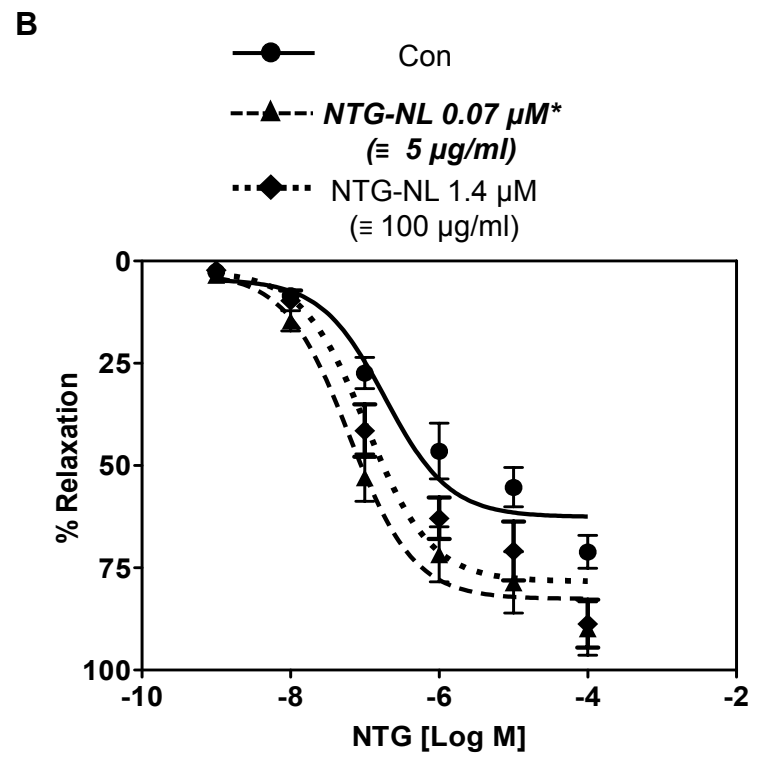 B
Con
NTG-NL 0.07 µM*
(≡ 5 µg/ml)
NTG-NL 1.4 µM
(≡ 100 µg/ml)
0
25
50
75
100
% Relaxation
-10 -8 -6 -4 -2
NTG [Log M]